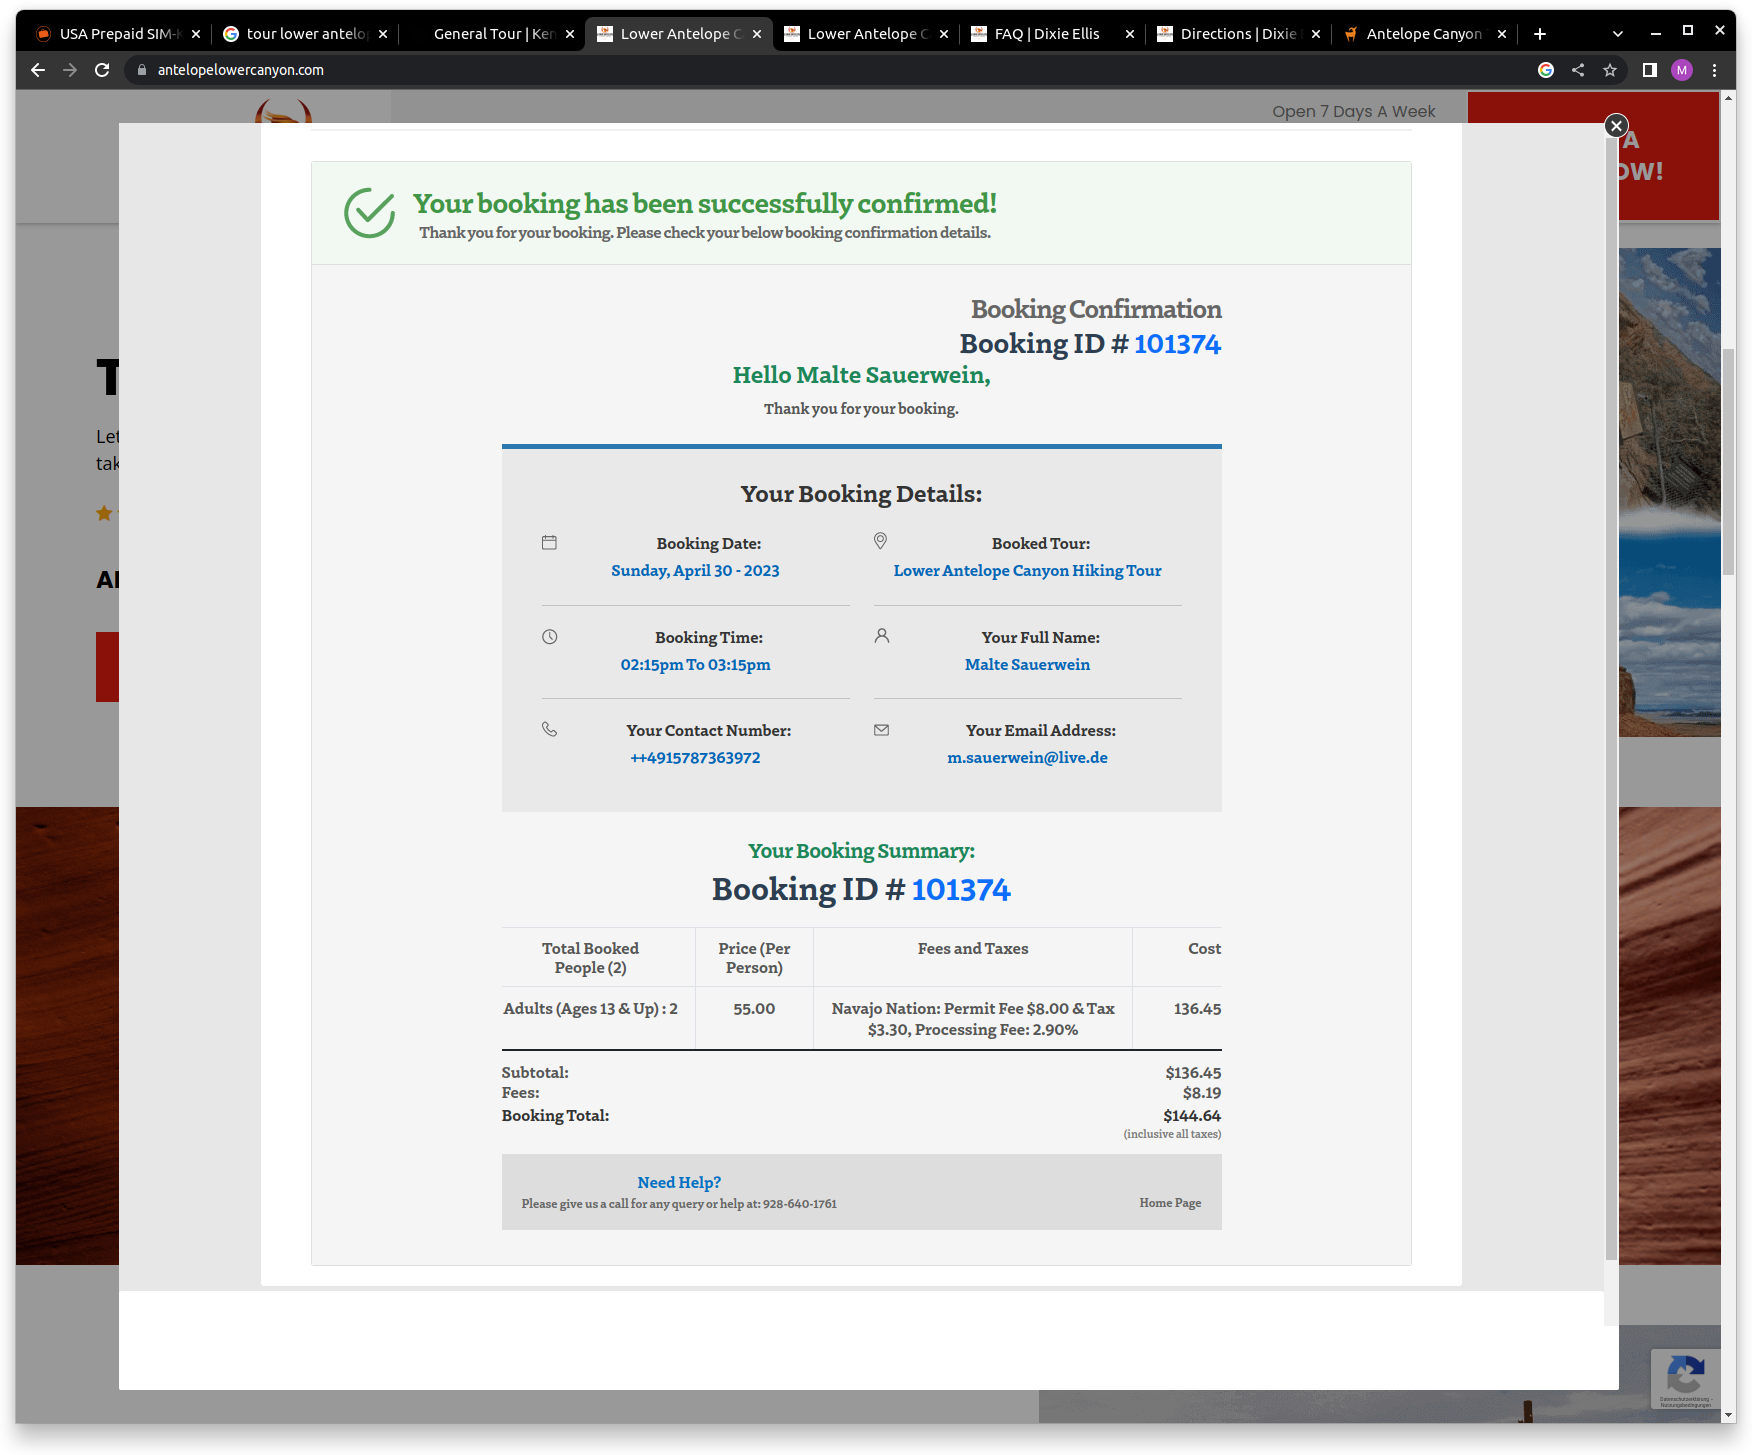 USA Prepaid SIM-K
tour lower antelop
General Tour | Ken
Lower Antelope C
Lower Antelope C
FAQ | Dixie Ellis
Directions | Dixie
Antelope Canyon
antelopelowercanyon.com
M
Open 7 Days A Week
A
OW!
Your booking has been successfully confirmed!
Thank you for your booking. Please check your below booking confirmation details.
Booking Confirmation
Booking ID # 101374
Hello Malte Sauerwein,
Thank you for your booking.
T
Let
tak
Your Booking Details:
Booking Date:
Sunday, April 30 - 2023
Booked Tour:
Lower Antelope Canyon Hiking Tour
Booking Time:
02:15pm To 03:15pm
Your Full Name:
Malte Sauerwein
Your Contact Number:
++4915787363972
Your Email Address:
m.sauerwein@live.de
Your Booking Summary:
Booking ID # 101374
Total Booked People (2)
Price (Per Person)
Fees and Taxes
Cost
Adults (Ages 13 & Up) : 2
55.00
Navajo Nation: Permit Fee $8.00 & Tax
$3.30, Processing Fee: 2.90%
136.45
Subtotal: $136.45
Fees: $8.19
Booking Total: $144.64
(inclusive all taxes)
Need Help?
Please give us a call for any query or help at: 928-640-1761
Home Page
Datenschutzerklärung -
Nutzungsbedingungen